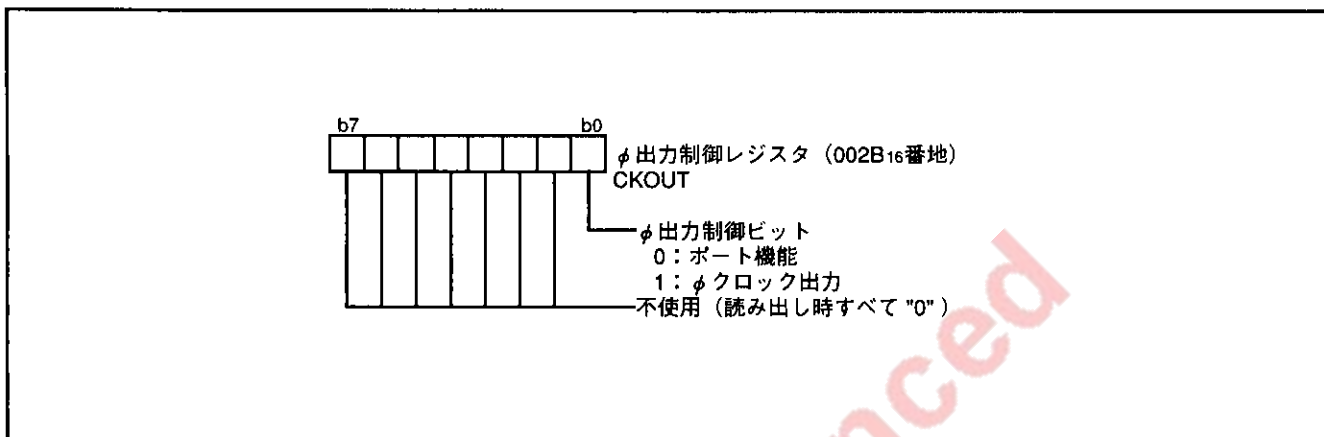 b7 b0
φ出力制御レジスタ（002B16番地）
CKOUT
φ出力制御ビット
0：ポート機能
1：φクロック出力
不使用（読み出し時すべて "0"）
nced